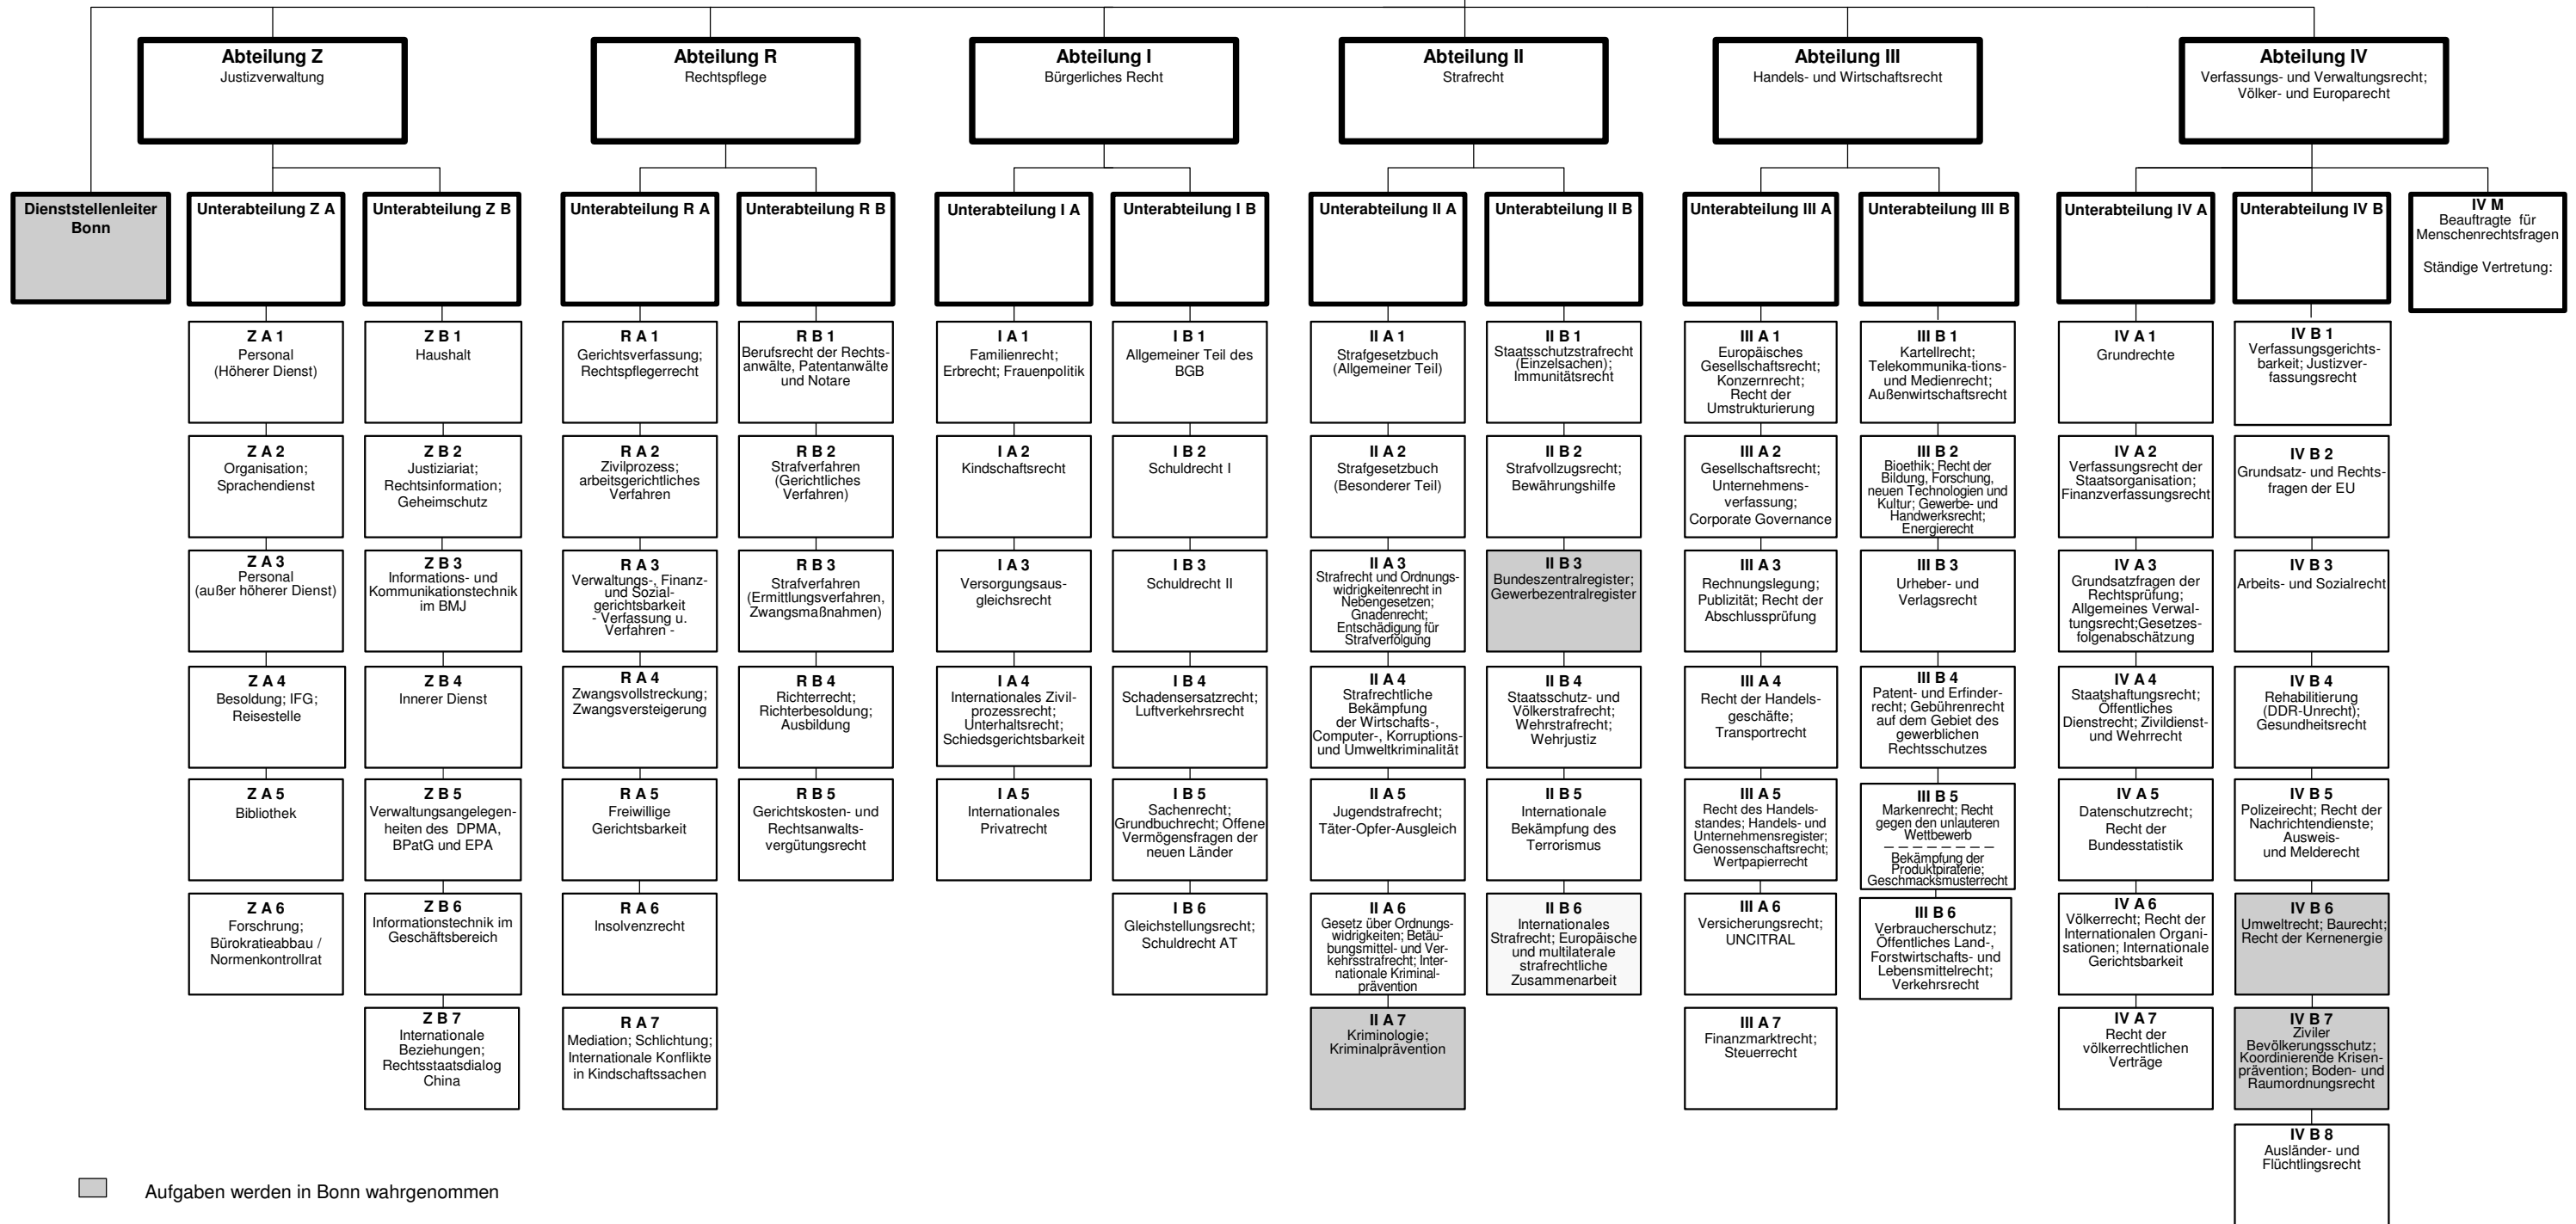 Abteilung Z
Justizverwaltung
Abteilung R
Rechtspflege
Abteilung I
Bürgerliches Recht
Abteilung II
Strafrecht
Abteilung III
Handels- und Wirtschaftsrecht
Abteilung IV
Verfassungs- und Verwaltungsrecht;
Völker- und Europarecht
Dienststellenleiter
Bonn
Unterabteilung Z A
Unterabteilung Z B
Unterabteilung R A
Unterabteilung R B
Unterabteilung I A
Unterabteilung I B
Unterabteilung II A
Unterabteilung II B
Unterabteilung III A
Unterabteilung III B
Unterabteilung IV A
Unterabteilung IV B
IV M
Beauftragte für
Menschenrechtsfragen
Ständige Vertretung:
Z A 1
Personal
(Höherer Dienst)
Z B 1
Haushalt
R A 1
Gerichtsverfassung;
Rechtspflegerrecht
R B 1
Berufsrecht der Rechts-
anwälte, Patentanwälte
und Notare
I A 1
Familienrecht;
Erbrecht; Frauenpolitik
I B 1
Allgemeiner Teil des
BGB
II A 1
Strafgesetzbuch
(Allgemeiner Teil)
II B 1
Staatsschutzstrafrecht
(Einzelsachen);
Immunitätsrecht
III A 1
Europäisches
Gesellschaftsrecht;
Konzernrecht;
Recht der
Umstrukturierung
III B 1
Kartellrecht;
Telekommunika-tions-
und Medienrecht;
Außenwirtschaftsrecht
IV A 1
Grundrechte
IV B 1
Verfassungsgerichts-
barkeit; Justizver-
fassungsrecht
Z A 2
Organisation;
Sprachendienst
Z B 2
Justiziariat;
Rechtsinformation;
Geheimschutz
R A 2
Zivilprozess;
arbeitsgerichtliches
Verfahren
R B 2
Strafverfahren
(Gerichtliches
Verfahren)
I A 2
Kindschaftsrecht
I B 2
Schuldrecht I
II A 2
Strafgesetzbuch
(Besonderer Teil)
II B 2
Strafvollzugsrecht;
Bewährungshilfe
III A 2
Gesellschaftsrecht;
Unternehmens-
verfassung;
Corporate Governance
III B 2
Bioethik; Recht der
Bildung, Forschung,
neuen Technologien und
Kultur; Gewerbe- und
Handwerksrecht;
Energierecht
IV A 2
Verfassungsrecht der
Staatsorganisation;
Finanzverfassungsrecht
IV B 2
Grundsatz- und Rechts-
fragen der EU
Z A 3
Personal
(außer höherer Dienst)
Z B 3
Informations- und
Kommunikationstechnik
im BMJ
R A 3
Verwaltungs-, Finanz-
und Sozial-
gerichtsbarkeit
- Verfassung u.
Verfahren -
R B 3
Strafverfahren
(Ermittlungsverfahren,
Zwangsmaßnahmen)
I A 3
Versorgungsaus-
gleichsrecht
I B 3
Schuldrecht II
II A 3
Strafrecht und Ordnungs-
widrigkeitenrecht in
Nebengesetzen;
Gnadenrecht;
Entschädigung für
Strafverfolgung
II B 3
Bundeszentralregister;
Gewerbezentralregister
III A 3
Rechnungslegung;
Publizität; Recht der
Abschlussprüfung
III B 3
Urheber- und
Verlagsrecht
IV A 3
Grundsatzfragen der
Rechtsprüfung;
Allgemeines Verwal-
tungsrecht;Gesetzes-
folgenabschätzung
IV B 3
Arbeits- und Sozialrecht
Z A 4
Besoldung; IFG;
Reisestelle
Z B 4
Innerer Dienst
R A 4
Zwangsvollstreckung;
Zwangsversteigerung
R B 4
Richterrecht;
Richterbesoldung;
Ausbildung
I A 4
Internationales Zivil-
prozessrecht;
Unterhaltsrecht;
Schiedsgerichtsbarkeit
I B 4
Schadensersatzrecht;
Luftverkehrsrecht
II A 4
Strafrechtliche
Bekämpfung
der Wirtschafts-,
Computer-, Korruptions-
und Umweltkriminalität
II B 4
Staatsschutz- und
Völkerstrafrecht;
Wehrstrafrecht;
Wehrjustiz
III A 4
Recht der Handels-
geschäfte;
Transportrecht
III B 4
Patent- und Erfinder-
recht; Gebührenrecht
auf dem Gebiet des
gewerblichen
Rechtsschutzes
IV A 4
Staatshaftungsrecht;
Öffentliches
Dienstrecht; Zivildienst-
und Wehrrecht
IV B 4
Rehabilitierung
(DDR-Unrecht);
Gesundheitsrecht
Z A 5
Bibliothek
Z B 5
Verwaltungsangelegen-
heiten des DPMA,
BPatG und EPA
R A 5
Freiwillige
Gerichtsbarkeit
R B 5
Gerichtskosten- und
Rechtsanwalts-
vergütungsrecht
I A 5
Internationales
Privatrecht
I B 5
Sachenrecht;
Grundbuchrecht; Offene
Vermögensfragen der
neuen Länder
II A 5
Jugendstrafrecht;
Täter-Opfer-Ausgleich
II B 5
Internationale
Bekämpfung des
Terrorismus
III A 5
Recht des Handels-
standes; Handels- und
Unternehmensregister;
Genossenschaftsrecht;
Wertpapierrecht
III B 5
Markenrecht; Recht
gegen den unlauteren
Wettbewerb
Bekämpfung der
Produktpiraterie;
Geschmacksmusterrecht
IV A 5
Datenschutzrecht;
Recht der
Bundesstatistik
IV B 5
Polizeirecht; Recht der
Nachrichtendienste;
Ausweis-
und Melderecht
Z A 6
Forschrung;
Bürokratieabbau /
Normenkontrollrat
Z B 6
Informationstechnik im
Geschäftsbereich
R A 6
Insolvenzrecht
I B 6
Gleichstellungsrecht;
Schuldrecht AT
II A 6
Gesetz über Ordnungs-
widrigkeiten; Betäu-
bungsmittel- und Ver-
kehrsstrafrecht; Inter-
nationale Kriminal-
prävention
II B 6
Internationales
Strafrecht; Europäische
und multilaterale
strafrechtliche
Zusammenarbeit
III A 6
Versicherungsrecht;
UNCITRAL
III B 6
Verbraucherschutz;
Öffentliches Land-,
Forstwirtschafts- und
Lebensmittelrecht;
Verkehrsrecht
IV A 6
Völkerrecht; Recht der
Internationalen Organi-
sationen; Internationale
Gerichtsbarkeit
IV B 6
Umweltrecht; Baurecht;
Recht der Kernenergie
Z B 7
Internationale
Beziehungen;
Rechtsstaatsdialog
China
R A 7
Mediation; Schlichtung;
Internationale Konflikte
in Kindschaftssachen
II A 7
Kriminologie;
Kriminalprävention
III A 7
Finanzmarktrecht;
Steuerrecht
IV A 7
Recht der
völkerrechtlichen
Verträge
IV B 7
Ziviler
Bevölkerungsschutz;
Koordinierende Krisen-
prävention; Boden- und
Raumordnungsrecht
IV B 8
Ausländer- und
Flüchtlingsrecht
Aufgaben werden in Bonn wahrgenommen